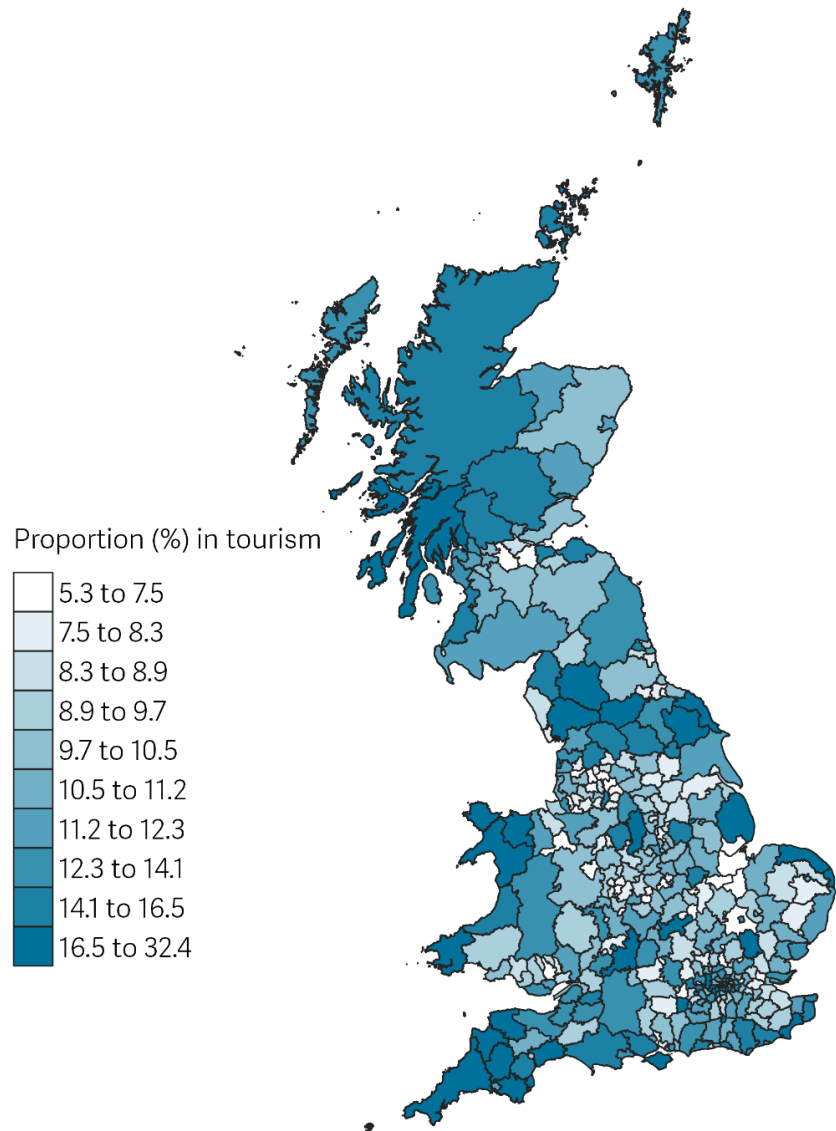 Proportion (%) in tourism
5.3 to 7.5
7.5 to 8.3
8.3 to 8.9
8.9 to 9.7
9.7 to 10.5
10.5 to 11.2
11.2 to 12.3
12.3 to 14.1
14.1 to 16.5
16.5 to 32.4